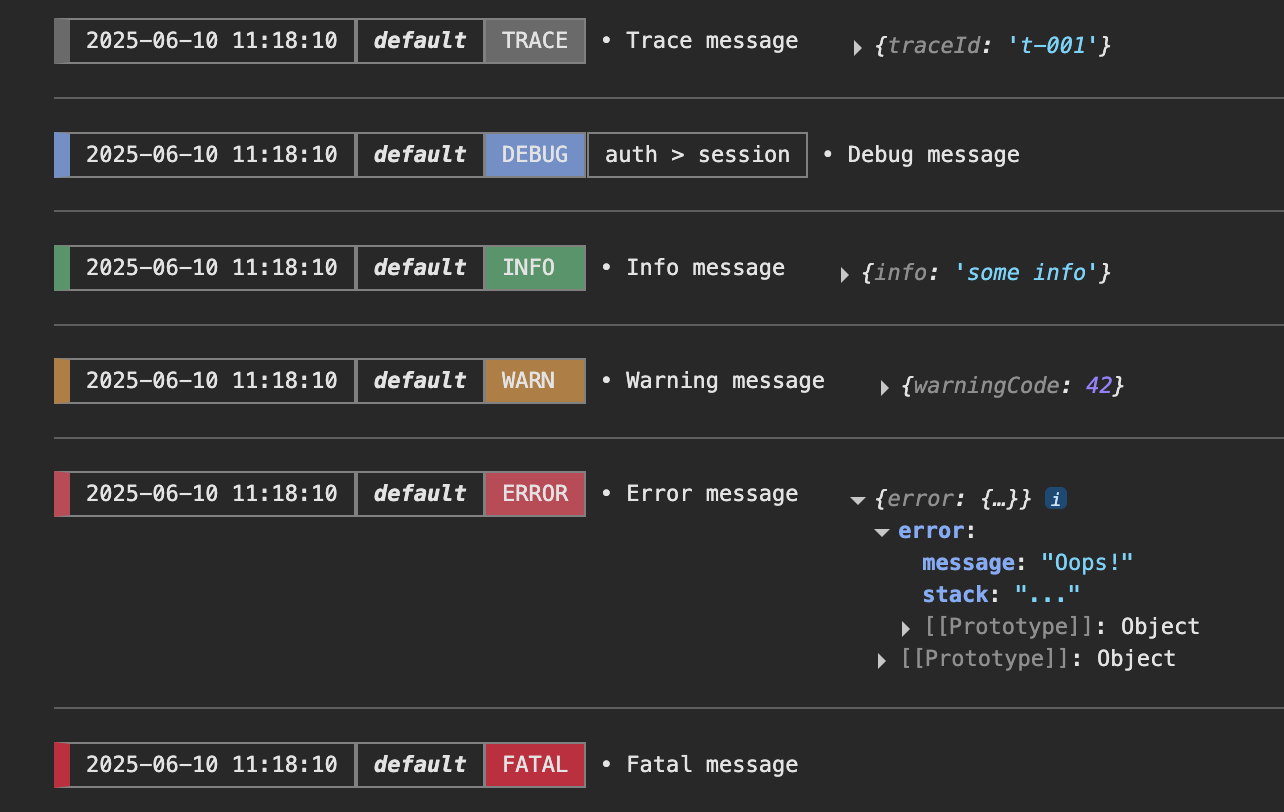 2025-06-10 11:18:10 default TRACE • Trace message ▶ {traceId: 't-001'}
2025-06-10 11:18:10 default DEBUG auth > session • Debug message
2025-06-10 11:18:10 default INFO • Info message ▶ {info: 'some info'}
2025-06-10 11:18:10 default WARN • Warning message ▶ {warningCode: 42}
2025-06-10 11:18:10 default ERROR • Error message ▼ {error: {…}} i
▼ error:
message: "Oops!"
stack: "..."
▶ [[Prototype]]: Object
▶ [[Prototype]]: Object
2025-06-10 11:18:10 default FATAL • Fatal message